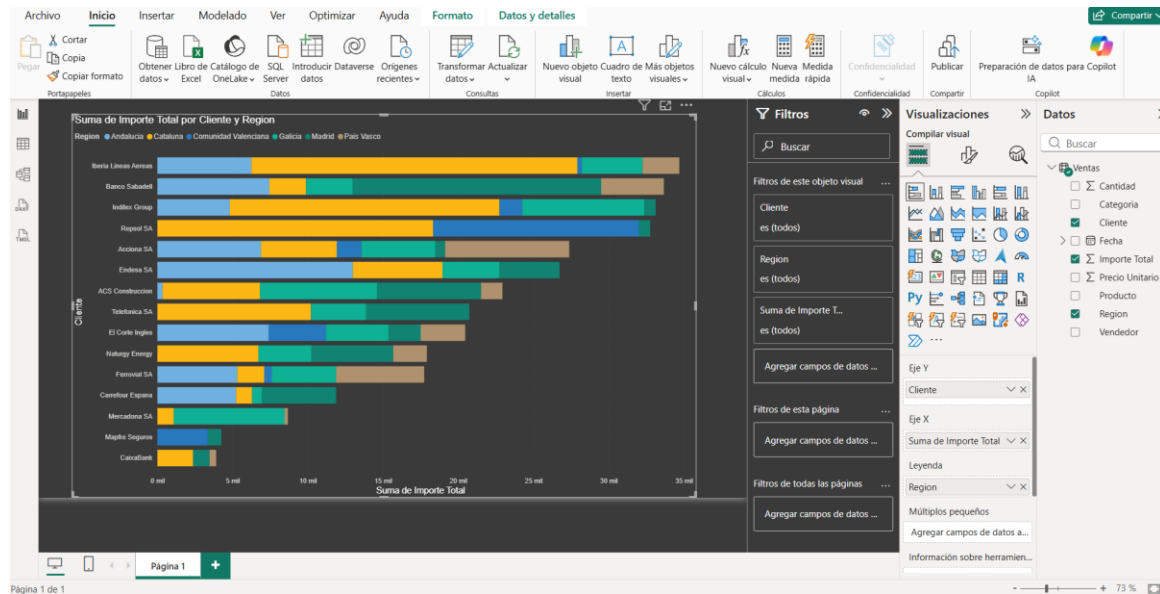 Archivo Inicio Insertar Modelado Ver Optimizar Ayuda Formato Datos y detalles Compartir
Pegar
Cortar
Copia
Copiar formato
Portapapeles
Obtener datos
Libro de Excel
Catálogo de OneLake
SQL Server
Introducir datos
Dataverse
Orígenes recientes
Datos
Transformar datos
Actualizar
Consultas
Nuevo objeto visual
Cuadro de texto
Más objetos visuales
Insertar
Nuevo cálculo visual
Nueva medida
Medida rápida
Cálculos
Confidencialidad
Confidencialidad
Publicar
Compartir
Preparación de datos para Copilot
IA
Copilot
Suma de Importe Total por Cliente y Region
Region Andalucia Cataluna Comunidad Valenciana Galicia Madrid Pais Vasco
Cliente
Iberia Lineas Aereas
Banco Sabadell
Inditex Group
Repsol SA
Acciona SA
Endesa SA
ACS Construccion
Telefonica SA
El Corte Ingles
Naturgy Energy
Ferrovial SA
Carrefour Espana
Mercadona SA
Mapfre Seguros
CaixaBank
0 mil 5 mil 10 mil 15 mil 20 mil 25 mil 30 mil 35 mil
Suma de Importe Total
Filtros
Buscar
Filtros de este objeto visual ...
Cliente
es (todos)
Region
es (todos)
Suma de Importe T...
es (todos)
Agregar campos de datos ...
Filtros de esta página ...
Agregar campos de datos ...
Filtros de todas las páginas ...
Agregar campos de datos ...
Visualizaciones
Compilar visual
R
Py
Eje Y
Cliente
Eje X
Suma de Importe Total
Leyenda
Region
Múltiplos pequeños
Agregar campos de datos a...
Información sobre herramien...
Datos
Buscar
Ventas
Cantidad
Categoria
Cliente
Fecha
Importe Total
Precio Unitario
Producto
Region
Vendedor
Página 1
Página 1 de 1
73 %